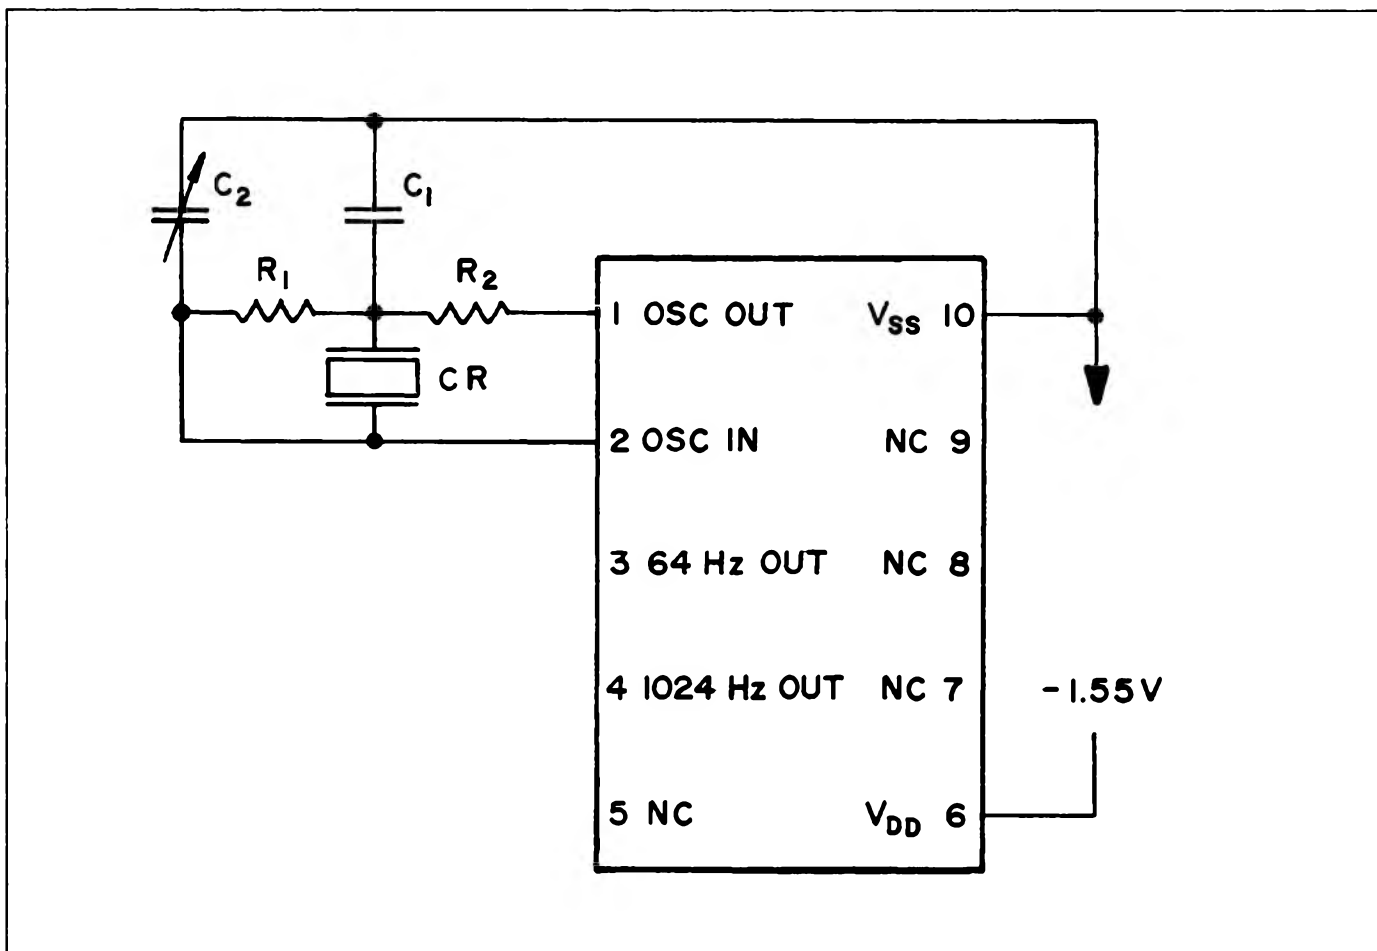 C2
C1
R1
R2
CR
1 OSC OUT
VSS 10
2 OSC IN
NC 9
3 64 Hz OUT
NC 8
4 1024 Hz OUT
NC 7
-1.55V
5 NC
VDD 6